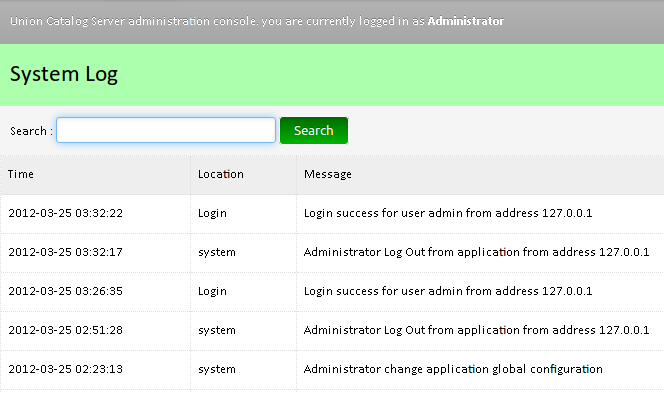 Union Catalog Server administration console. you are currently logged in as Administrator
System Log
Search : Search
Time Location Message
2012-03-25 03:32:22 Login Login success for user admin from address 127.0.0.1
2012-03-25 03:32:17 system Administrator Log Out from application from address 127.0.0.1
2012-03-25 03:26:35 Login Login success for user admin from address 127.0.0.1
2012-03-25 02:51:28 system Administrator Log Out from application from address 127.0.0.1
2012-03-25 02:23:13 system Administrator change application global configuration